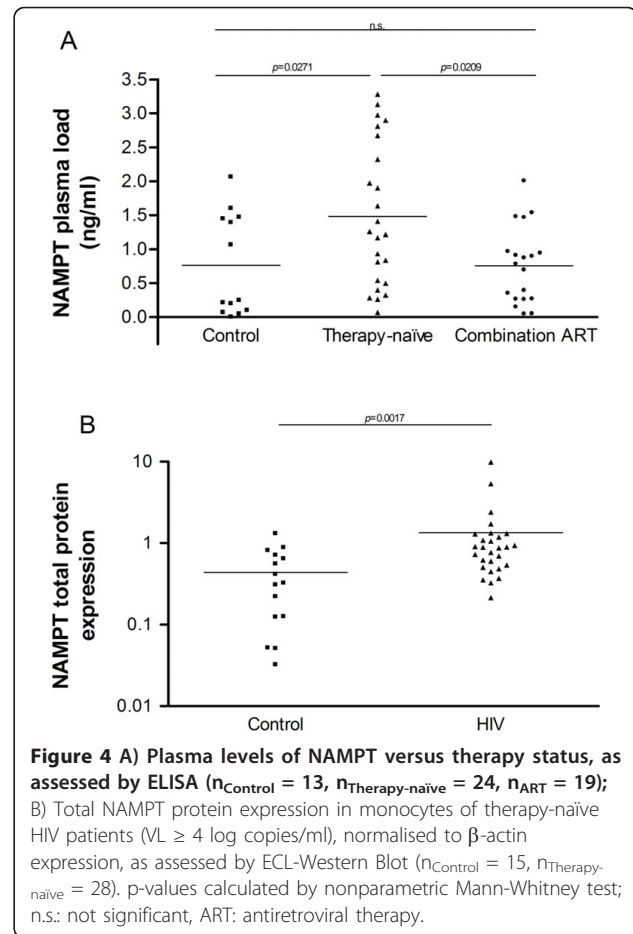 A
n.s.
p=0.0271
p=0.0209
NAMPT plasma load
(ng/ml)
3.5
3.0
2.5
2.0
1.5
1.0
0.5
0.0
Control
Therapy-naïve
Combination ART
B
p=0.0017
NAMPT total protein
expression
10
1
0.1
0.01
Control
HIV
Figure 4 A) Plasma levels of NAMPT versus therapy status, as
assessed by ELISA (nControl = 13, nTherapy-naïve = 24, nART = 19);
B) Total NAMPT protein expression in monocytes of therapy-naïve
HIV patients (VL ≥ 4 log copies/ml), normalised to β-actin
expression, as assessed by ECL-Western Blot (nControl = 15, nTherapy-
naïve = 28). p-values calculated by nonparametric Mann-Whitney test;
n.s.: not significant, ART: antiretroviral therapy.